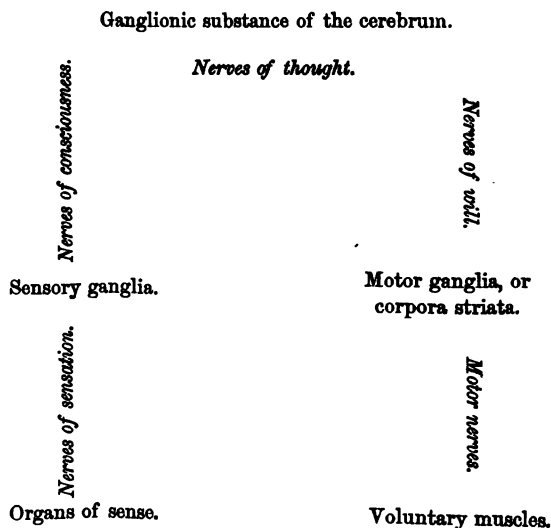 Ganglionic substance of the cerebrum.
Nerves of thought.
Nerves of consciousness.
Nerves of will.
Sensory ganglia.
Motor ganglia, or
corpora striata.
Nerves of sensation.
Motor nerves.
Organs of sense.
Voluntary muscles.